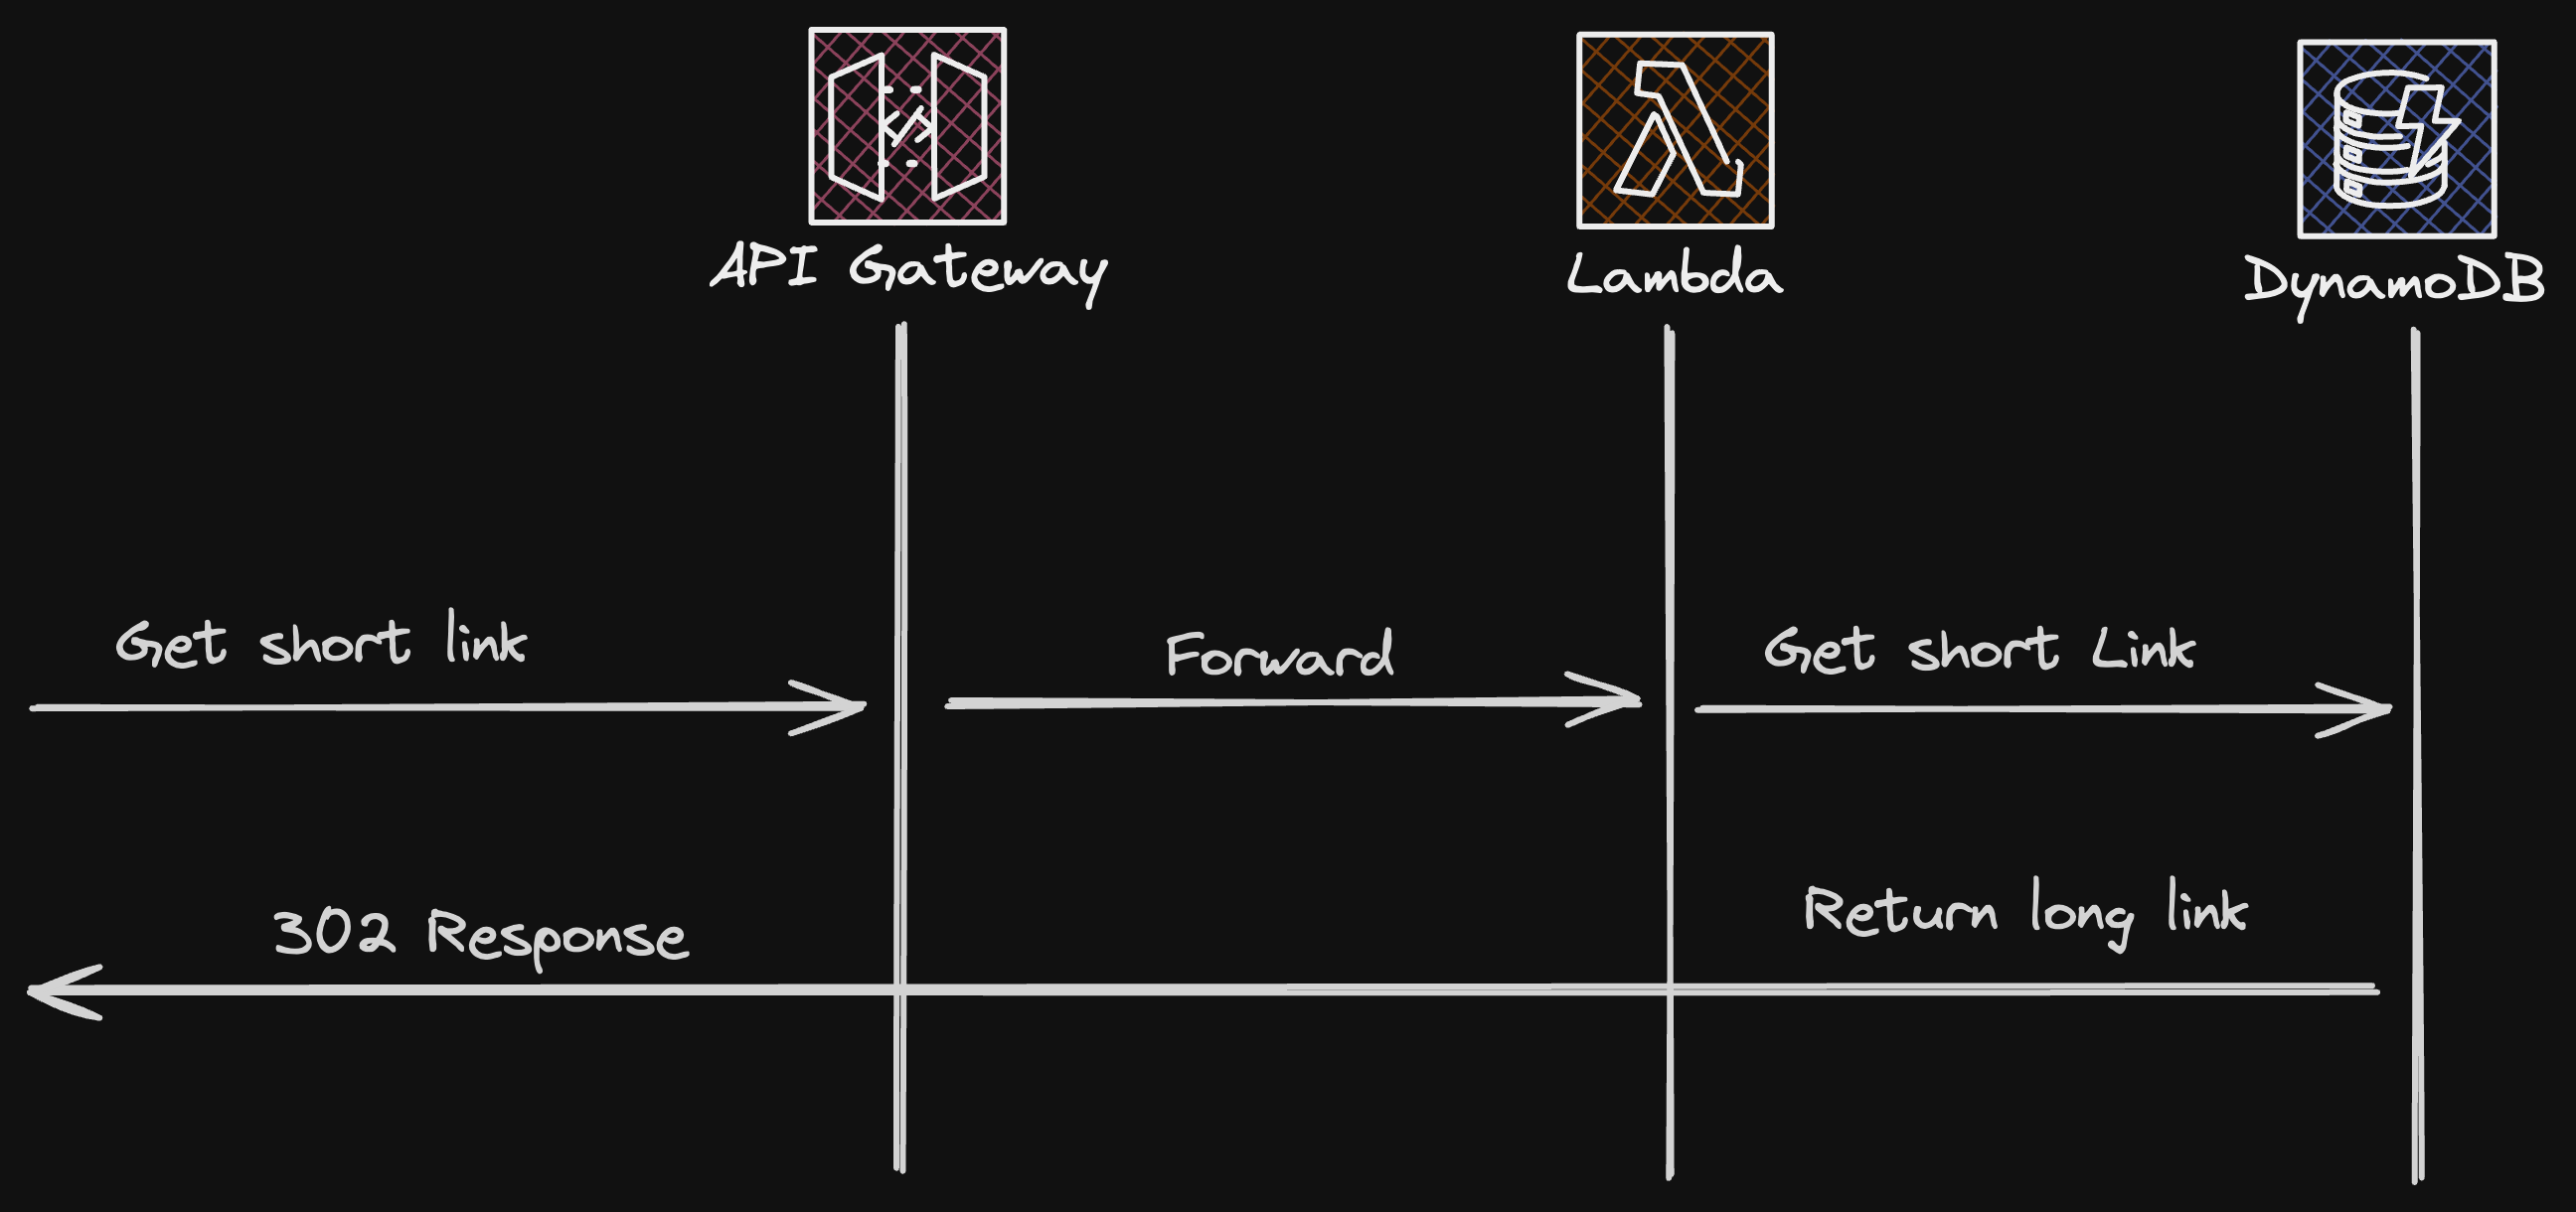 API Gateway
Lambda
DynamoDB
Get short link
Forward
Get short Link
302 Response
Return long link